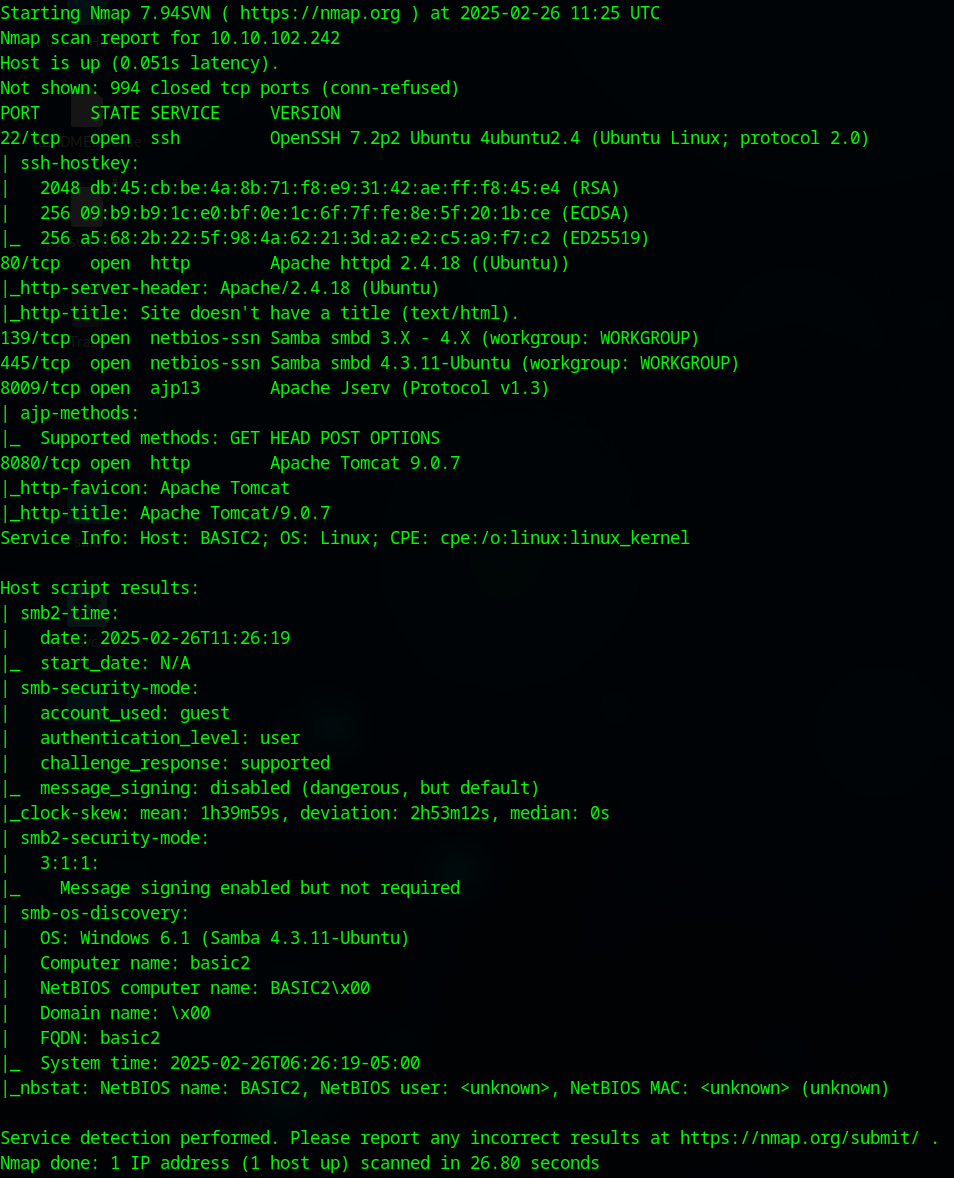 Starting Nmap 7.94SVN ( https://nmap.org ) at 2025-02-26 11:25 UTC
Nmap scan report for 10.10.102.242
Host is up (0.051s latency).
Not shown: 994 closed tcp ports (conn-refused)
PORT     STATE SERVICE     VERSION
22/tcp   open  ssh         OpenSSH 7.2p2 Ubuntu 4ubuntu2.4 (Ubuntu Linux; protocol 2.0)
| ssh-hostkey:
|   2048 db:45:cb:be:4a:8b:71:f8:e9:31:42:ae:ff:f8:45:e4 (RSA)
|   256 09:b9:b9:1c:e0:bf:0e:1c:6f:7f:fe:8e:5f:20:1b:ce (ECDSA)
|_  256 a5:68:2b:22:5f:98:4a:62:21:3d:a2:e2:c5:a9:f7:c2 (ED25519)
80/tcp   open  http        Apache httpd 2.4.18 ((Ubuntu))
|_http-server-header: Apache/2.4.18 (Ubuntu)
|_http-title: Site doesn't have a title (text/html).
139/tcp  open  netbios-ssn Samba smbd 3.X - 4.X (workgroup: WORKGROUP)
445/tcp  open  netbios-ssn Samba smbd 4.3.11-Ubuntu (workgroup: WORKGROUP)
8009/tcp open  ajp13       Apache Jserv (Protocol v1.3)
| ajp-methods:
|_  Supported methods: GET HEAD POST OPTIONS
8080/tcp open  http        Apache Tomcat 9.0.7
|_http-favicon: Apache Tomcat
|_http-title: Apache Tomcat/9.0.7
Service Info: Host: BASIC2; OS: Linux; CPE: cpe:/o:linux:linux_kernel

Host script results:
| smb2-time:
|   date: 2025-02-26T11:26:19
|_  start_date: N/A
| smb-security-mode:
|   account_used: guest
|   authentication_level: user
|   challenge_response: supported
|_  message_signing: disabled (dangerous, but default)
|_clock-skew: mean: 1h39m59s, deviation: 2h53m12s, median: 0s
| smb2-security-mode:
|   3:1:1:
|_    Message signing enabled but not required
| smb-os-discovery:
|   OS: Windows 6.1 (Samba 4.3.11-Ubuntu)
|   Computer name: basic2
|   NetBIOS computer name: BASIC2\x00
|   Domain name: \x00
|   FQDN: basic2
|_  System time: 2025-02-26T06:26:19-05:00
|_nbstat: NetBIOS name: BASIC2, NetBIOS user: <unknown>, NetBIOS MAC: <unknown> (unknown)

Service detection performed. Please report any incorrect results at https://nmap.org/submit/ .
Nmap done: 1 IP address (1 host up) scanned in 26.80 seconds